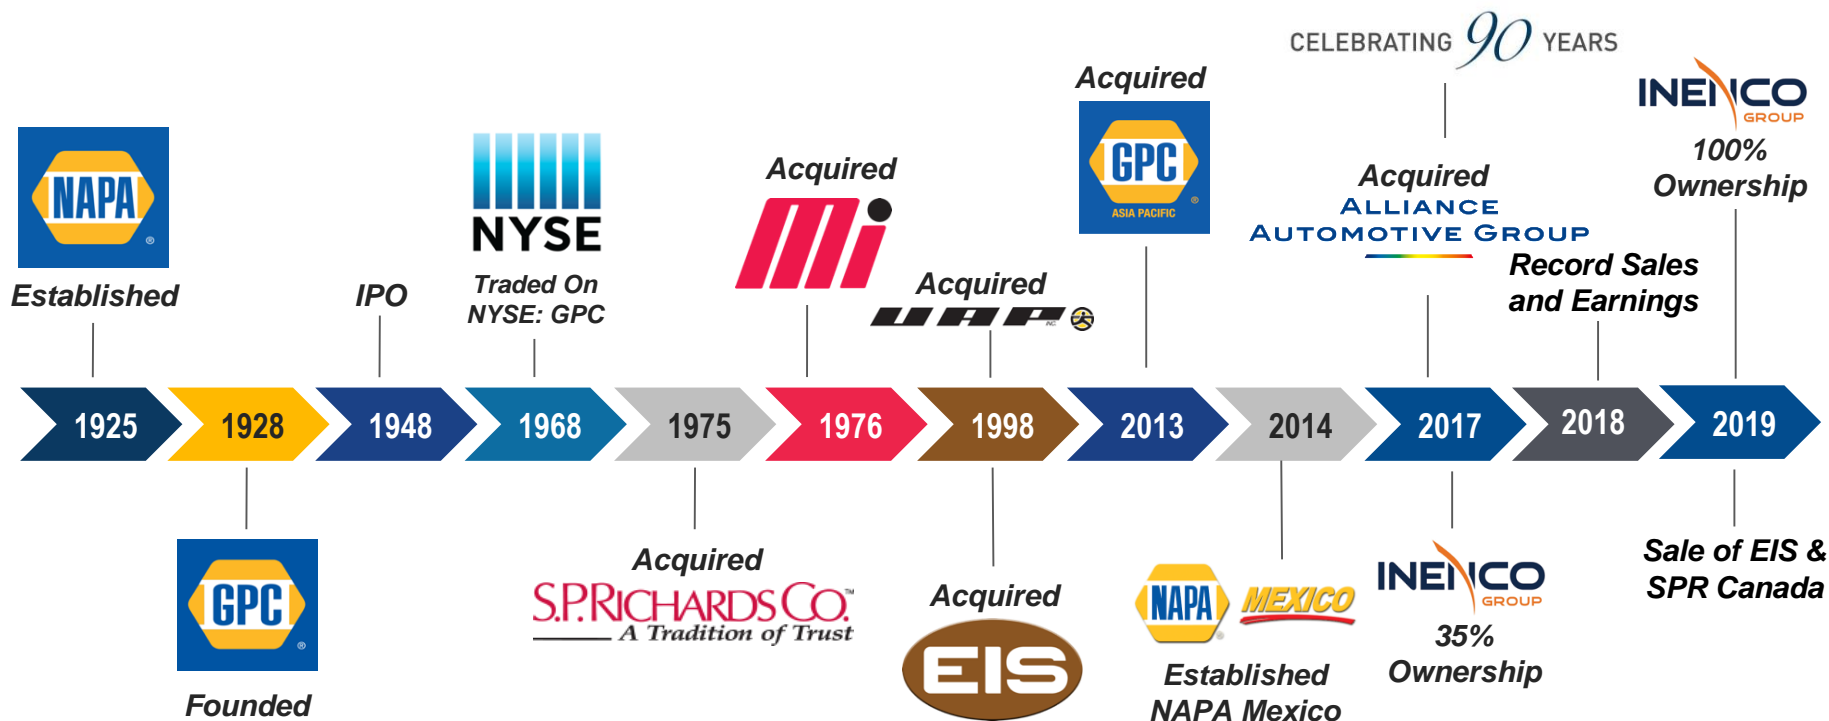 CELEBRATING 90 YEARS
NAPA
®
Established
NYSE
Traded On
NYSE: GPC
IPO
Acquired
Mi
Acquired
UAP INC.
Acquired
GPC
ASIA PACIFIC
®
Acquired
ALLIANCE
AUTOMOTIVE GROUP
Record Sales
and Earnings
INENCO
GROUP
100%
Ownership
1925
1928
1948
1968
1975
1976
1998
2013
2014
2017
2018
2019
GPC
®
Founded
Acquired
S.P.RICHARDS CO.™
A Tradition of Trust
Acquired
EIS
NAPA
®
MEXICO
Established
NAPA Mexico
INENCO
GROUP
35%
Ownership
Sale of EIS &
SPR Canada